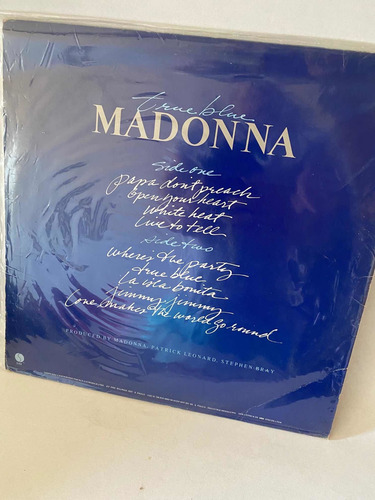 true blue
MADONNA
side one
papa don't preach
open your heart
white heat
live to tell
side two
where's the party
true blue
la isla bonita
jimmy jimmy
love makes the world go round
PRODUCED BY MADONNA, PATRICK LEONARD, STEPHEN BRAY